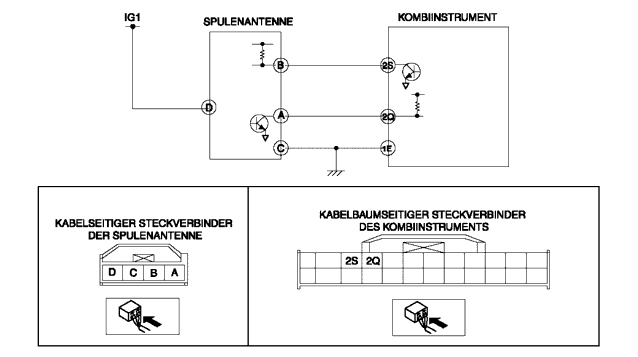 IG1
SPULENANTENNE
KOMBIINSTRUMENT
B
2S
D
A
2Q
C
1E
KABELSEITIGER STECKVERBINDER
DER SPULENANTENNE
D C B A
KABELBAUMSEITIGER STECKVERBINDER
DES KOMBIINSTRUMENTS
2S 2Q